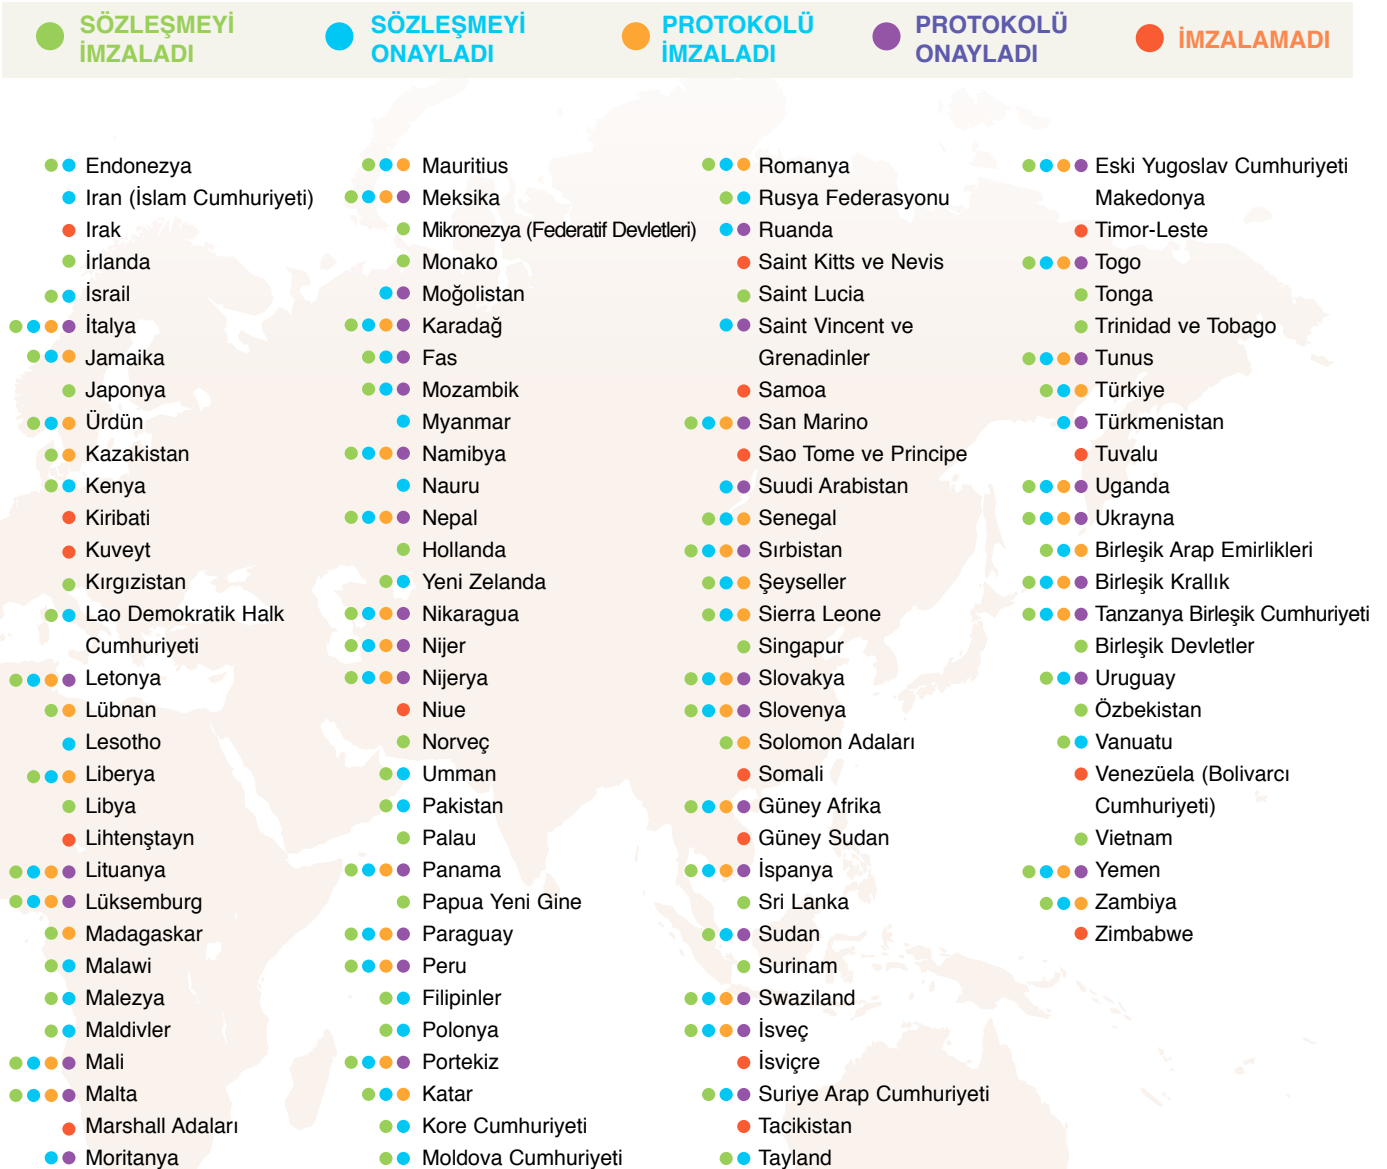 SÖZLEŞMEYİ
İMZALADI
SÖZLEŞMEYİ
ONAYLADI
PROTOKOLÜ
İMZALADI
PROTOKOLÜ
ONAYLADI
İMZALAMADI
Endonezya
Iran (İslam Cumhuriyeti)
Irak
İrlanda
İsrail
İtalya
Jamaika
Japonya
Ürdün
Kazakistan
Kenya
Kiribati
Kuveyt
Kırgızistan
Lao Demokratik Halk
Cumhuriyeti
Letonya
Lübnan
Lesotho
Liberya
Libya
Lihtenştayn
Lituanya
Lüksemburg
Madagaskar
Malawi
Malezya
Maldivler
Mali
Malta
Marshall Adaları
Moritanya
Mauritius
Meksika
Mikronezya (Federatif Devletleri)
Monako
Moğolistan
Karadağ
Fas
Mozambik
Myanmar
Namibya
Nauru
Nepal
Hollanda
Yeni Zelanda
Nikaragua
Nijer
Nijerya
Niue
Norveç
Umman
Pakistan
Palau
Panama
Papua Yeni Gine
Paraguay
Peru
Filipinler
Polonya
Portekiz
Katar
Kore Cumhuriyeti
Moldova Cumhuriyeti
Romanya
Rusya Federasyonu
Ruanda
Saint Kitts ve Nevis
Saint Lucia
Saint Vincent ve
Grenadinler
Samoa
San Marino
Sao Tome ve Principe
Suudi Arabistan
Senegal
Sırbistan
Şeyseller
Sierra Leone
Singapur
Slovakya
Slovenya
Solomon Adaları
Somali
Güney Afrika
Güney Sudan
İspanya
Sri Lanka
Sudan
Surinam
Swaziland
İsveç
İsviçre
Suriye Arap Cumhuriyeti
Tacikistan
Tayland
Eski Yugoslav Cumhuriyeti
Makedonya
Timor-Leste
Togo
Tonga
Trinidad ve Tobago
Tunus
Türkiye
Türkmenistan
Tuvalu
Uganda
Ukrayna
Birleşik Arap Emirlikleri
Birleşik Krallık
Tanzanya Birleşik Cumhuriyeti
Birleşik Devletler
Uruguay
Özbekistan
Vanuatu
Venezüela (Bolivarcı
Cumhuriyeti)
Vietnam
Yemen
Zambiya
Zimbabwe